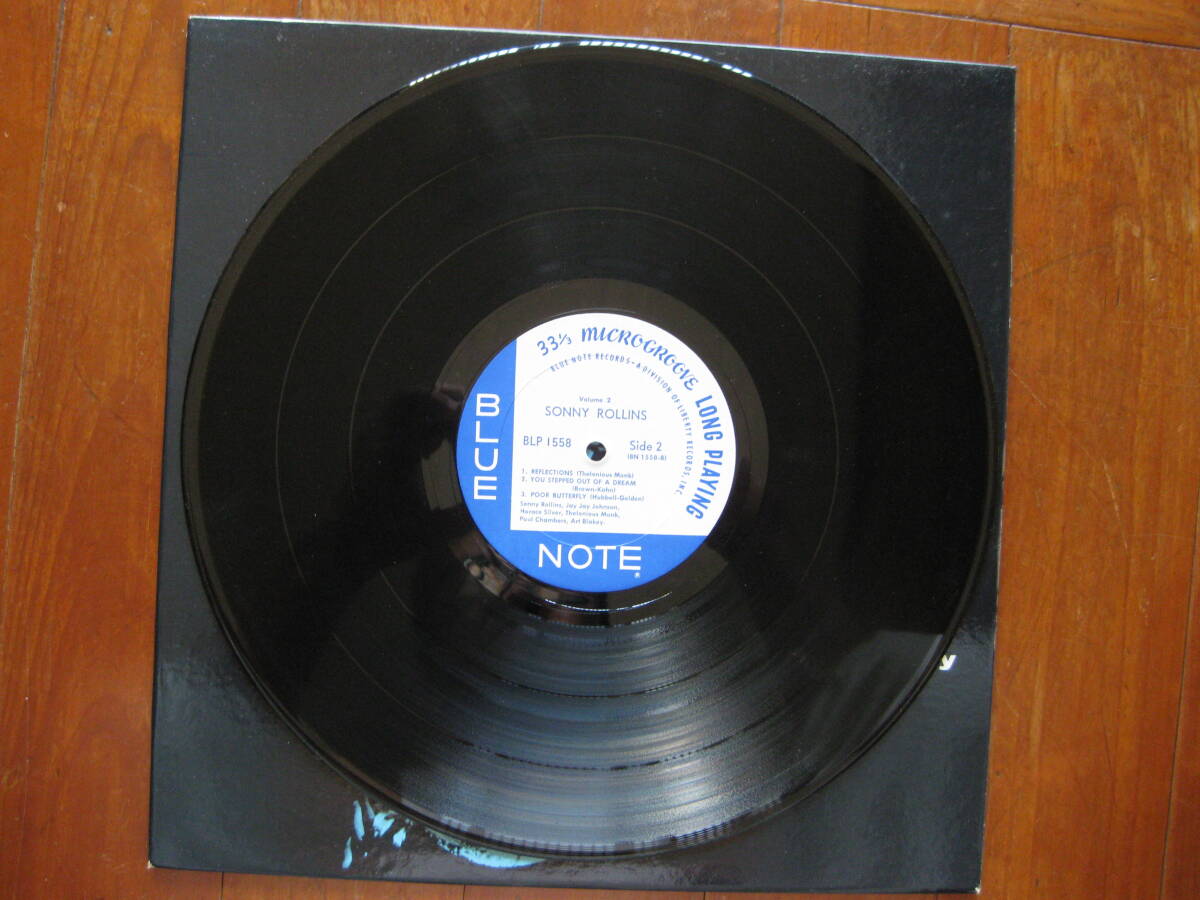 33⅓ MICROGROOVE LONG PLAYING
BLUE NOTE RECORDS-A DIVISION OF LIBERTY RECORDS, INC.
Volume 2
SONNY ROLLINS
BLP 1558
Side 2
(BN 1558-B)
1. REFLECTIONS (Thelonious Monk)
2. YOU STEPPED OUT OF A DREAM
(Brown-Kahn)
3. POOR BUTTERFLY (Hubbell-Golden)
Sonny Rollins, Jay Jay Johnson,
Horace Silver, Thelonious Monk,
Paul Chambers, Art Blakey.
BLUE
NOTE
®
y